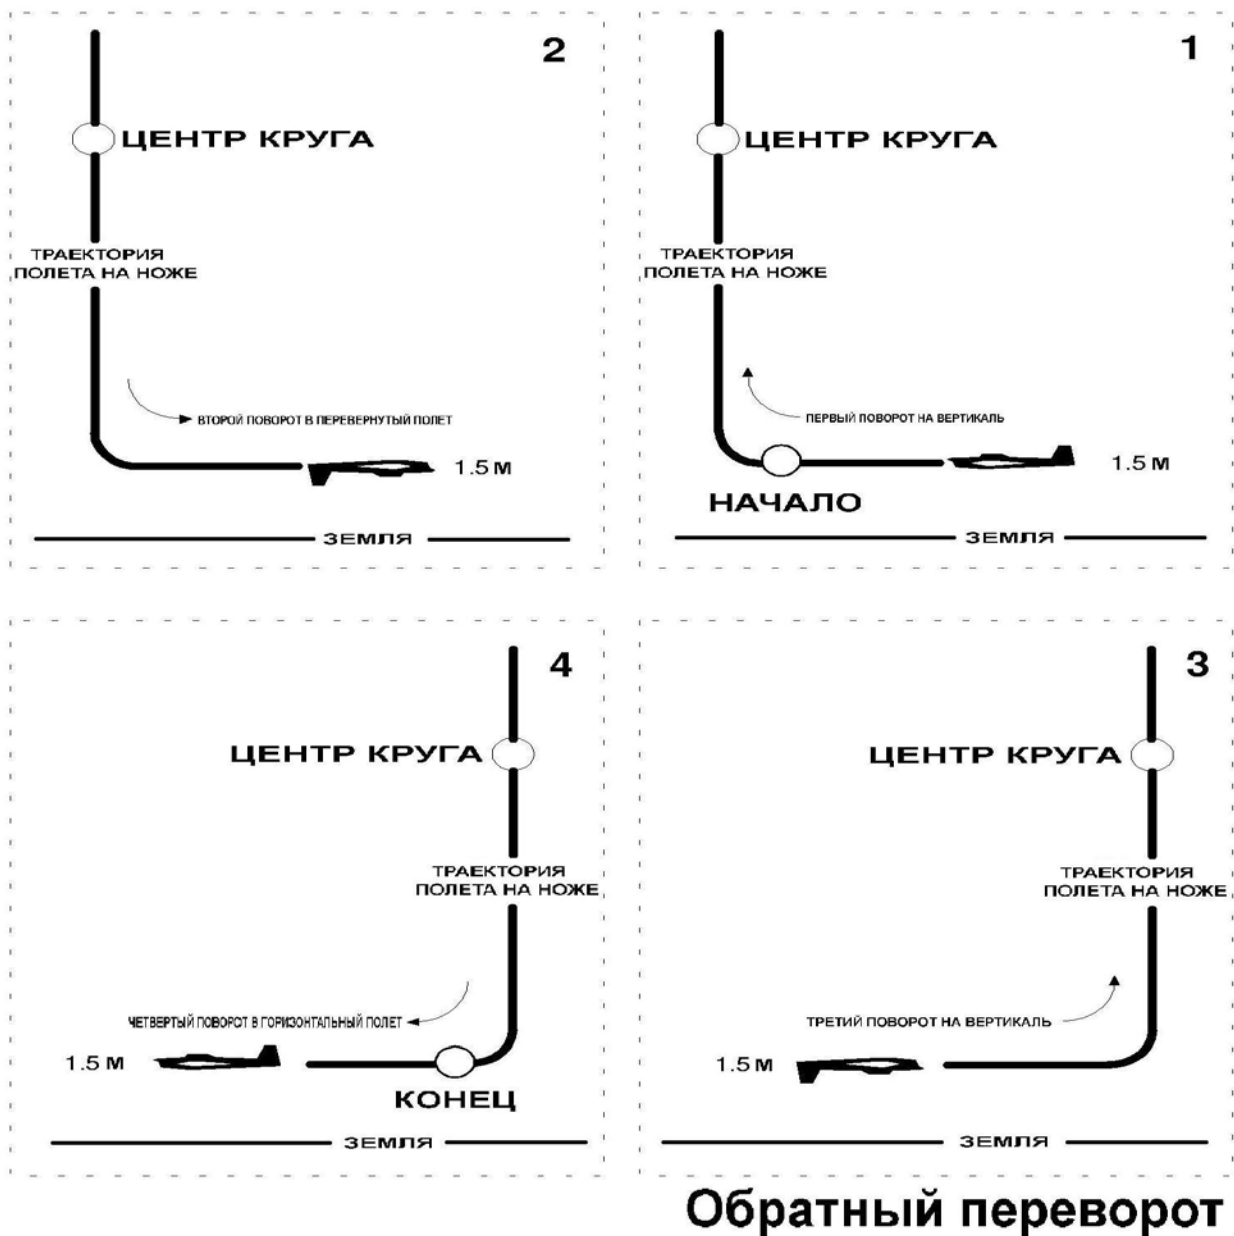 2
ЦЕНТР КРУГА
ТРАЕКТОРИЯ
ПОЛЕТА НА НОЖЕ
ВТОРОЙ ПОВОРОТ В ПЕРЕВЕРНУТЫЙ ПОЛЕТ
1.5 М
ЗЕМЛЯ
1
ЦЕНТР КРУГА
ТРАЕКТОРИЯ
ПОЛЕТА НА НОЖЕ
ПЕРВЫЙ ПОВОРОТ НА ВЕРТИКАЛЬ
1.5 М
НАЧАЛО
ЗЕМЛЯ
4
ЦЕНТР КРУГА
ТРАЕКТОРИЯ
ПОЛЕТА НА НОЖЕ
ЧЕТВЕРТЫЙ ПОВОРОТ В ГОРИЗОНТАЛЬНЫЙ ПОЛЕТ
1.5 М
КОНЕЦ
ЗЕМЛЯ
3
ЦЕНТР КРУГА
ТРАЕКТОРИЯ
ПОЛЕТА НА НОЖЕ
ТРЕТИЙ ПОВОРОТ НА ВЕРТИКАЛЬ
1.5 М
ЗЕМЛЯ
Обратный переворот